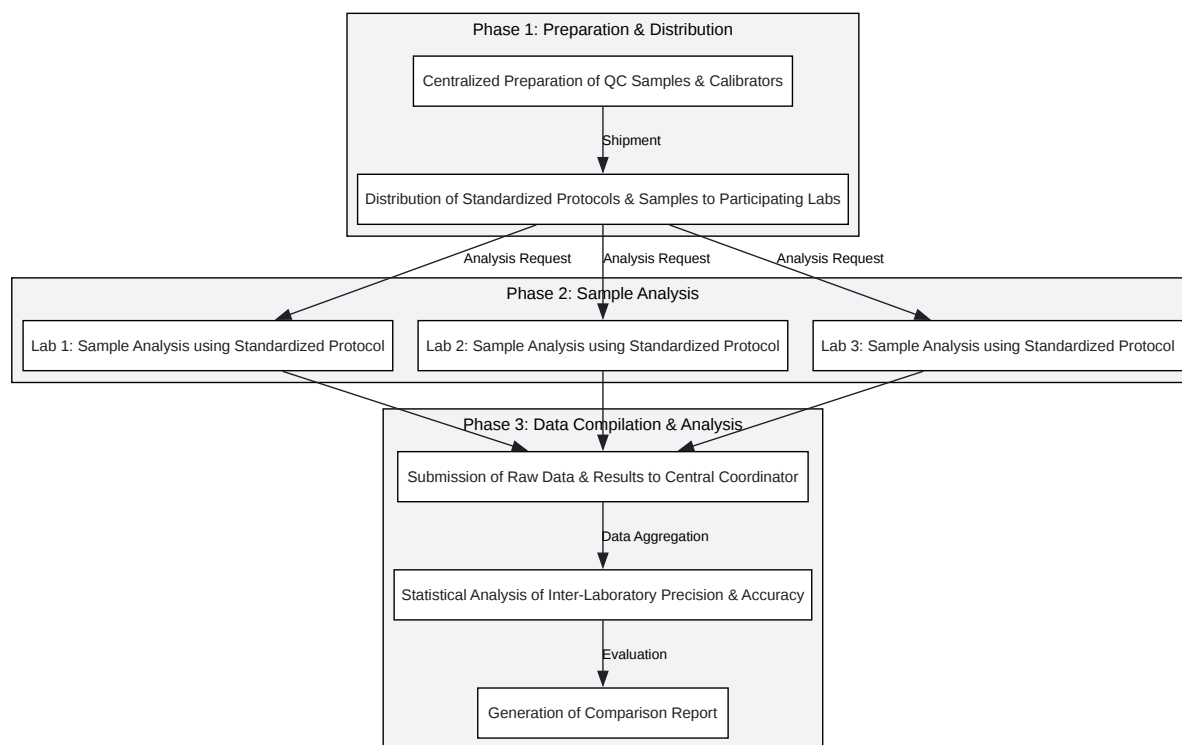 Phase 1: Preparation & Distribution
Centralized Preparation of QC Samples & Calibrators
Shipment
Distribution of Standardized Protocols & Samples to Participating Labs
Analysis Request
Analysis Request
Analysis Request
Phase 2: Sample Analysis
Lab 1: Sample Analysis using Standardized Protocol
Lab 2: Sample Analysis using Standardized Protocol
Lab 3: Sample Analysis using Standardized Protocol
Phase 3: Data Compilation & Analysis
Submission of Raw Data & Results to Central Coordinator
Data Aggregation
Statistical Analysis of Inter-Laboratory Precision & Accuracy
Evaluation
Generation of Comparison Report